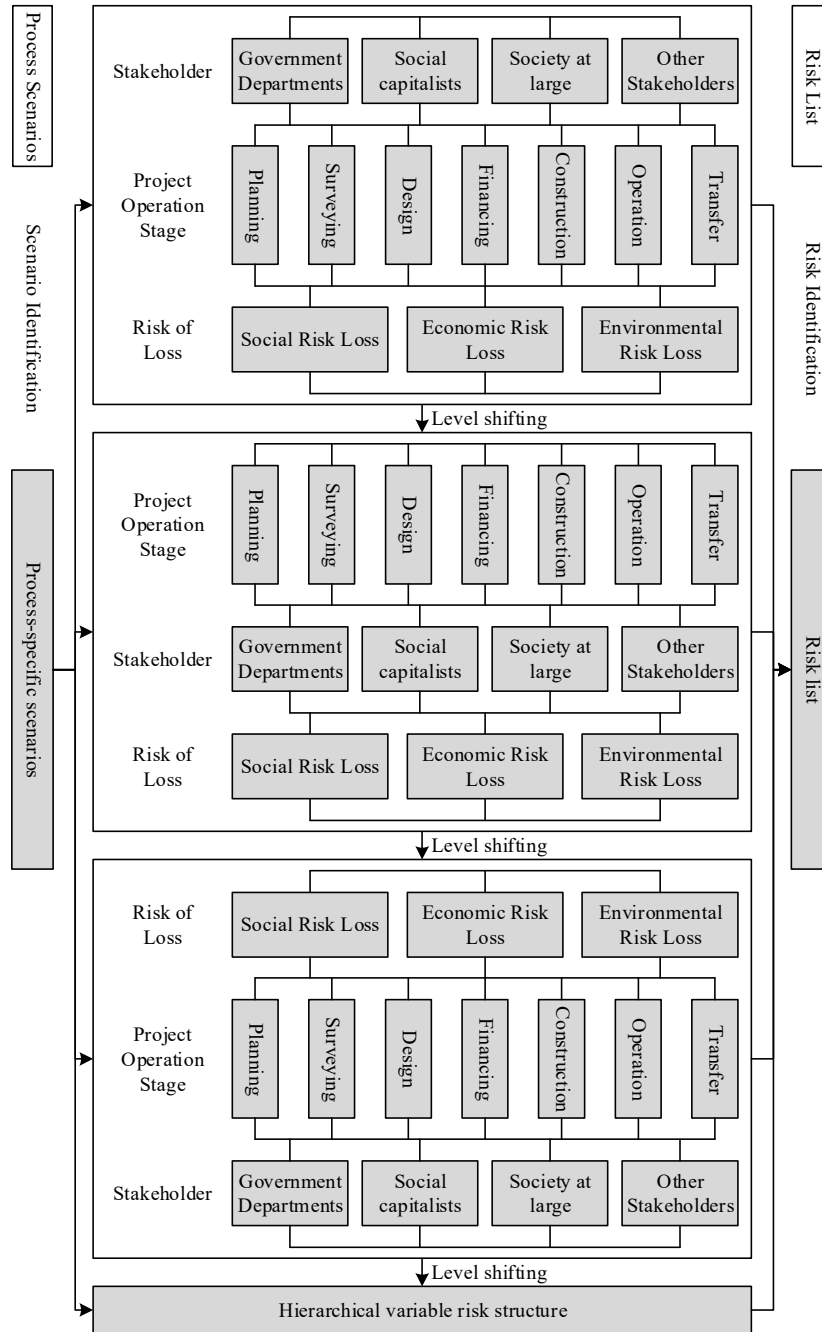 Process Scenarios
Scenario Identification
Process-specific scenarios
Stakeholder
Government
Departments
Social
capitalists
Society at
large
Other
Stakeholders
Project
Operation
Stage
Planning
Surveying
Design
Financing
Construction
Operation
Transfer
Risk of
Loss
Social Risk Loss
Economic Risk
Loss
Environmental
Risk Loss
Level shifting
Project
Operation
Stage
Planning
Surveying
Design
Financing
Construction
Operation
Transfer
Stakeholder
Government
Departments
Social
capitalists
Society at
large
Other
Stakeholders
Risk of
Loss
Social Risk Loss
Economic Risk
Loss
Environmental
Risk Loss
Level shifting
Risk of
Loss
Social Risk Loss
Economic Risk
Loss
Environmental
Risk Loss
Project
Operation
Stage
Planning
Surveying
Design
Financing
Construction
Operation
Transfer
Stakeholder
Government
Departments
Social
capitalists
Society at
large
Other
Stakeholders
Level shifting
Hierarchical variable risk structure
Risk List
Risk Identification
Risk list